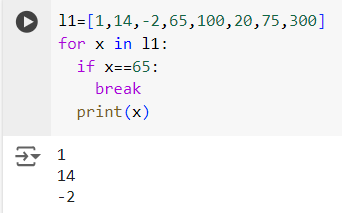 l1=[1,14,-2,65,100,20,75,300]
for x in l1:
  if x==65:
    break
  print(x)
1
14
-2